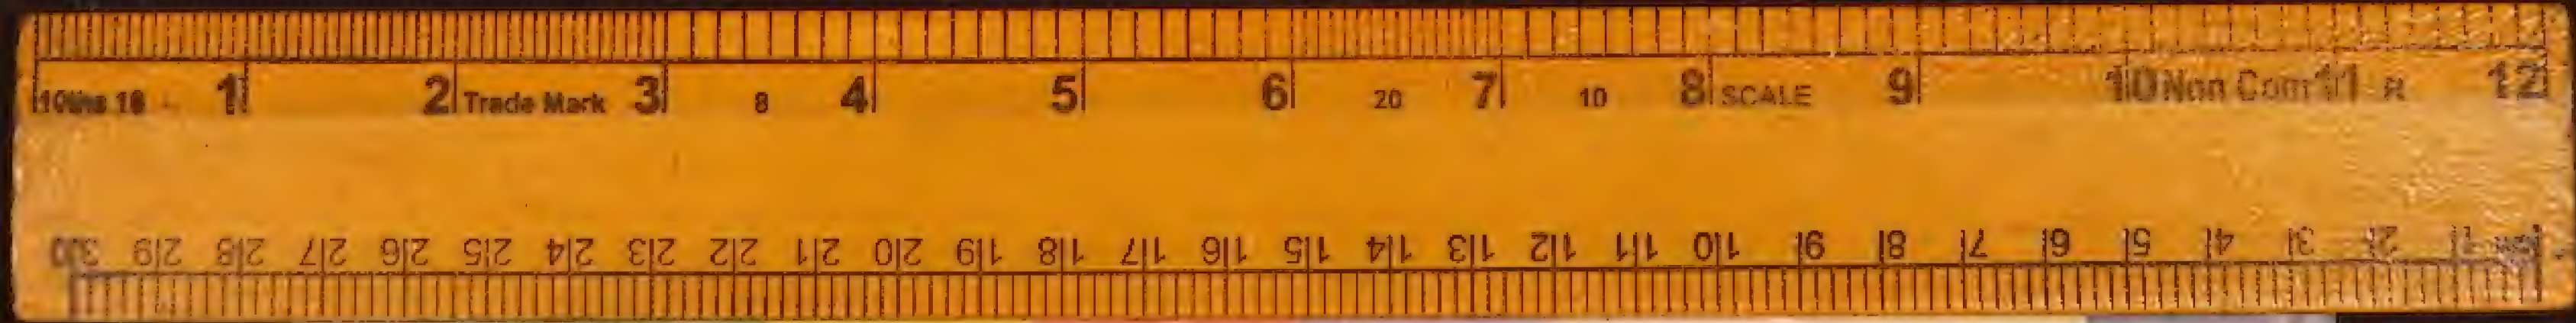 10ths 16 1 2 Trade Mark 3 8 4 5 6 20 7 10 8 SCALE 9 10 Non Com 11 R 12
30 29 28 27 26 25 24 23 22 21 20 19 18 17 16 15 14 13 12 11 10 9 8 7 6 5 4 3 2 1